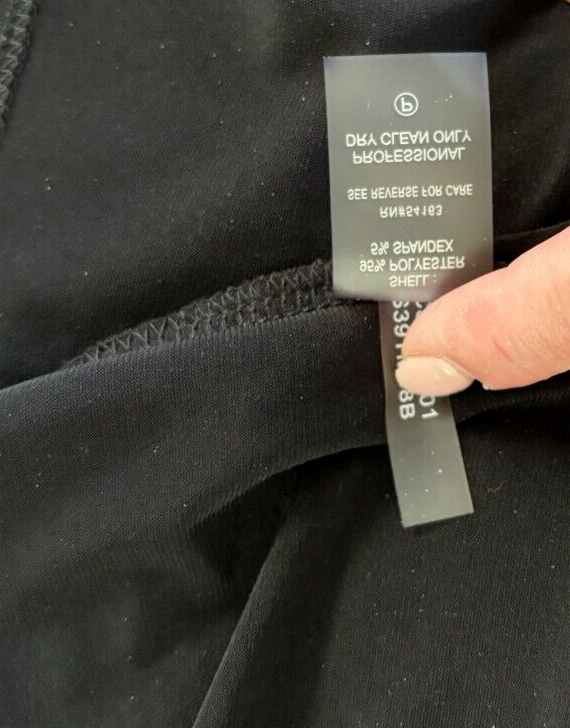 SHELL:
95% POLYESTER
5% SPANDEX
RN#54163
SEE REVERSE FOR CARE
PROFESSIONAL
DRY CLEAN ONLY
P